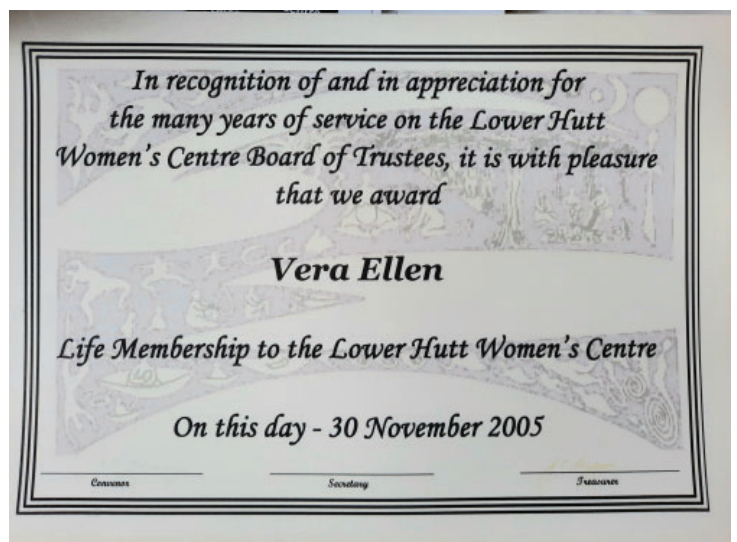 In recognition of and in appreciation for
the many years of service on the Lower Hutt
Women's Centre Board of Trustees, it is with pleasure
that we award
Vera Ellen
Life Membership to the Lower Hutt Women's Centre
On this day - 30 November 2005
Convenor Secretary Treasurer